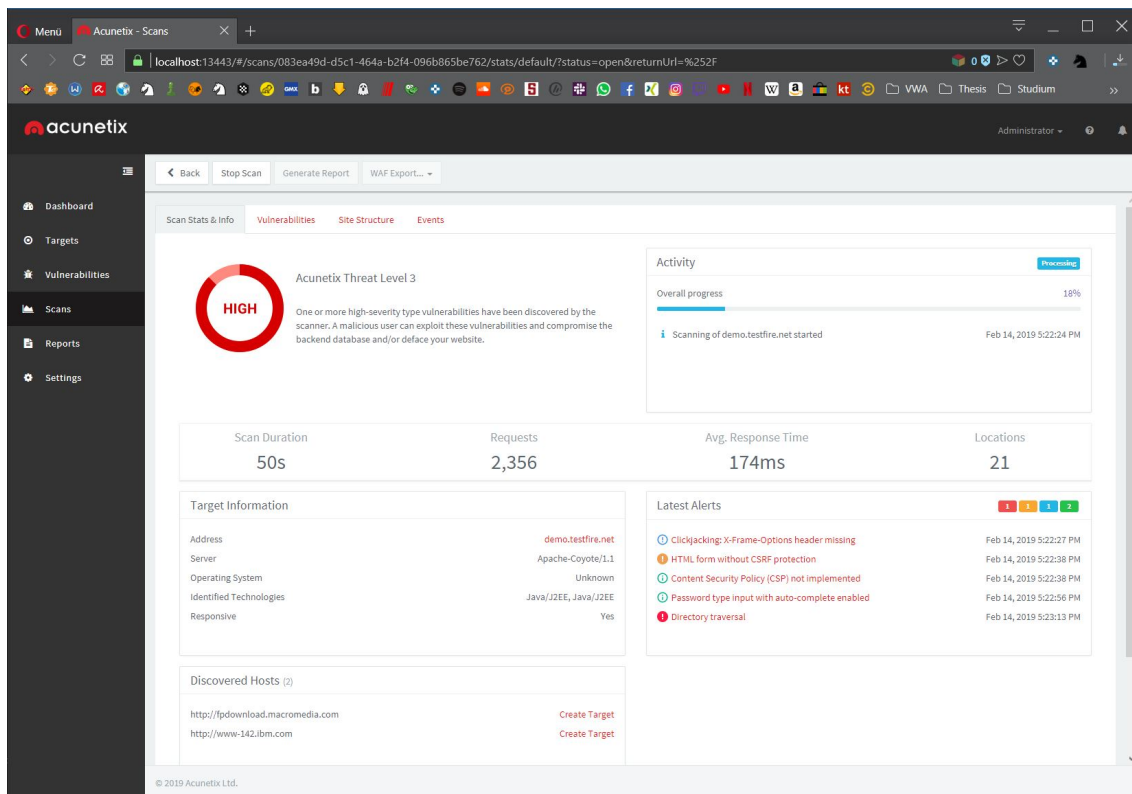 Menü Acunetix - Scans
localhost:13443/#/scans/083ea49d-d5c1-464a-b2f4-096b865be762/stats/default/?status=open&returnUrl=%252F 0
GMX b S f W a kt VWA Thesis Studium »
acunetix Administrator
Back Stop Scan Generate Report WAF Export...
Dashboard
Targets
Vulnerabilities
Scans
Reports
Settings
Scan Stats & Info Vulnerabilities Site Structure Events
HIGH
Acunetix Threat Level 3
One or more high-severity type vulnerabilities have been discovered by the
scanner. A malicious user can exploit these vulnerabilities and compromise the
backend database and/or deface your website.
Activity Processing
Overall progress 18%
Scanning of demo.testfire.net started Feb 14, 2019 5:22:24 PM
Scan Duration Requests Avg. Response Time Locations
50s 2,356 174ms 21
Target Information
Address demo.testfire.net
Server Apache-Coyote/1.1
Operating System Unknown
Identified Technologies Java/J2EE, Java/J2EE
Responsive Yes
Latest Alerts 1 1 1 2
Clickjacking: X-Frame-Options header missing Feb 14, 2019 5:22:27 PM
HTML form without CSRF protection Feb 14, 2019 5:22:38 PM
Content Security Policy (CSP) not implemented Feb 14, 2019 5:22:38 PM
Password type input with auto-complete enabled Feb 14, 2019 5:22:56 PM
Directory traversal Feb 14, 2019 5:23:13 PM
Discovered Hosts (2)
http://fpdownload.macromedia.com Create Target
http://www-142.ibm.com Create Target
© 2019 Acunetix Ltd.